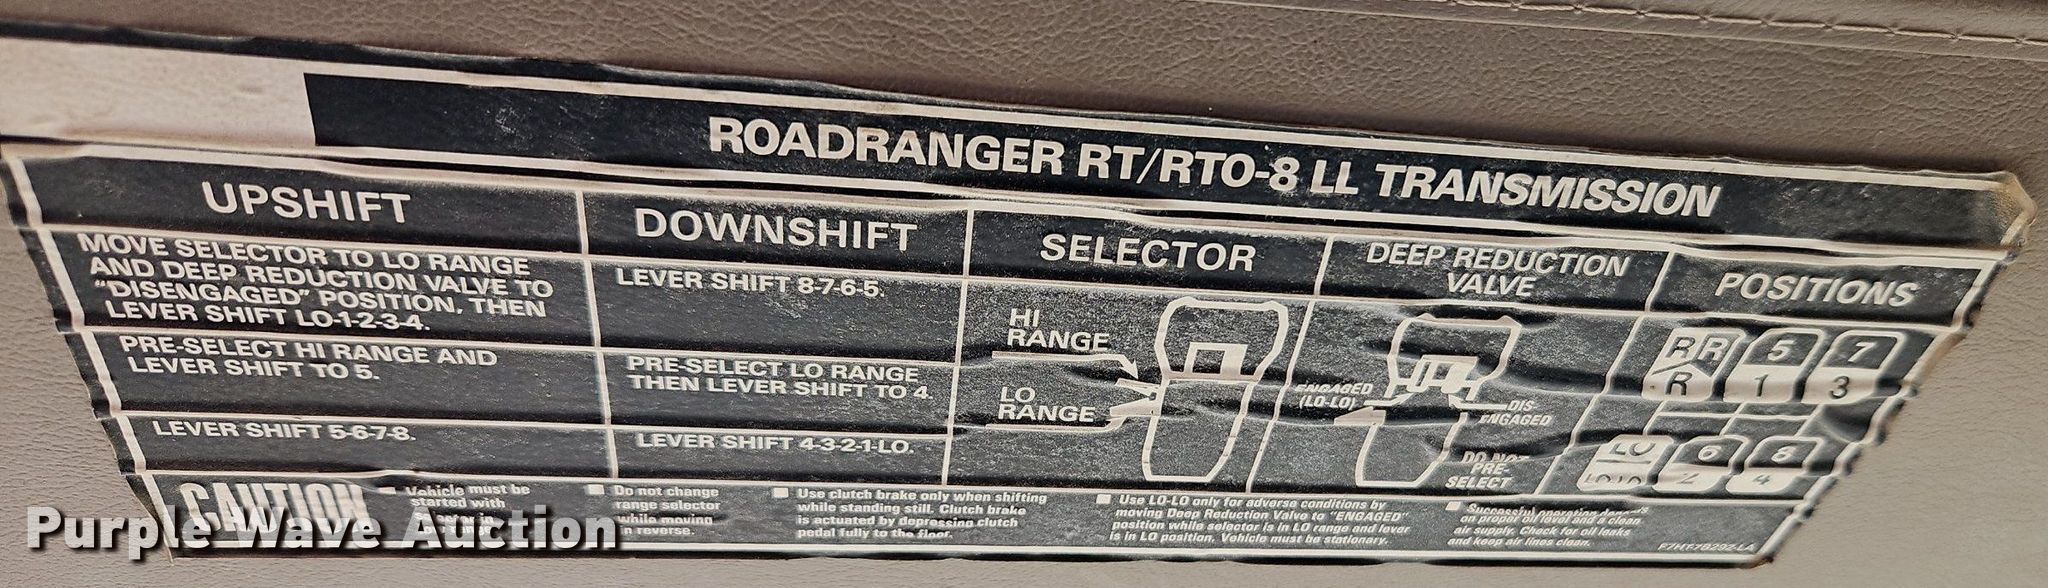 ROADRANGER RT/RTO-8 LL TRANSMISSION
UPSHIFT
MOVE SELECTOR TO LO RANGE
AND DEEP REDUCTION VALVE TO
"DISENGAGED" POSITION, THEN
LEVER SHIFT LO-1-2-3-4.
PRE-SELECT HI RANGE AND
LEVER SHIFT TO 5.
LEVER SHIFT 5-6-7-8.
DOWNSHIFT
LEVER SHIFT 8-7-6-5.
PRE-SELECT LO RANGE,
THEN LEVER SHIFT TO 4.
LEVER SHIFT 4-3-2-1-LO.
SELECTOR
HI
RANGE
LO
RANGE
DEEP REDUCTION
VALVE
ENGAGED
(LO-LO)
DIS-
ENGAGED
DO NOT
PRE-
SELECT
POSITIONS
R R 5 7
R 1 3
LO 6 8
LO-LO 2 4
CAUTION
Vehicle must be
started with
Do not change
range selector
while moving
in reverse.
Use clutch brake only when shifting
while standing still. Clutch brake
is actuated by depressing clutch
pedal fully to the floor.
Use LO-LO only for adverse conditions by
moving Deep Reduction Valve to "ENGAGED"
position while selector is in LO range and lever
is in LO position. Vehicle must be stationary.
Successful operation depends
on proper oil level and a clean
air supply. Check for oil leaks
and keep air lines clean.
Purple Wave Auction